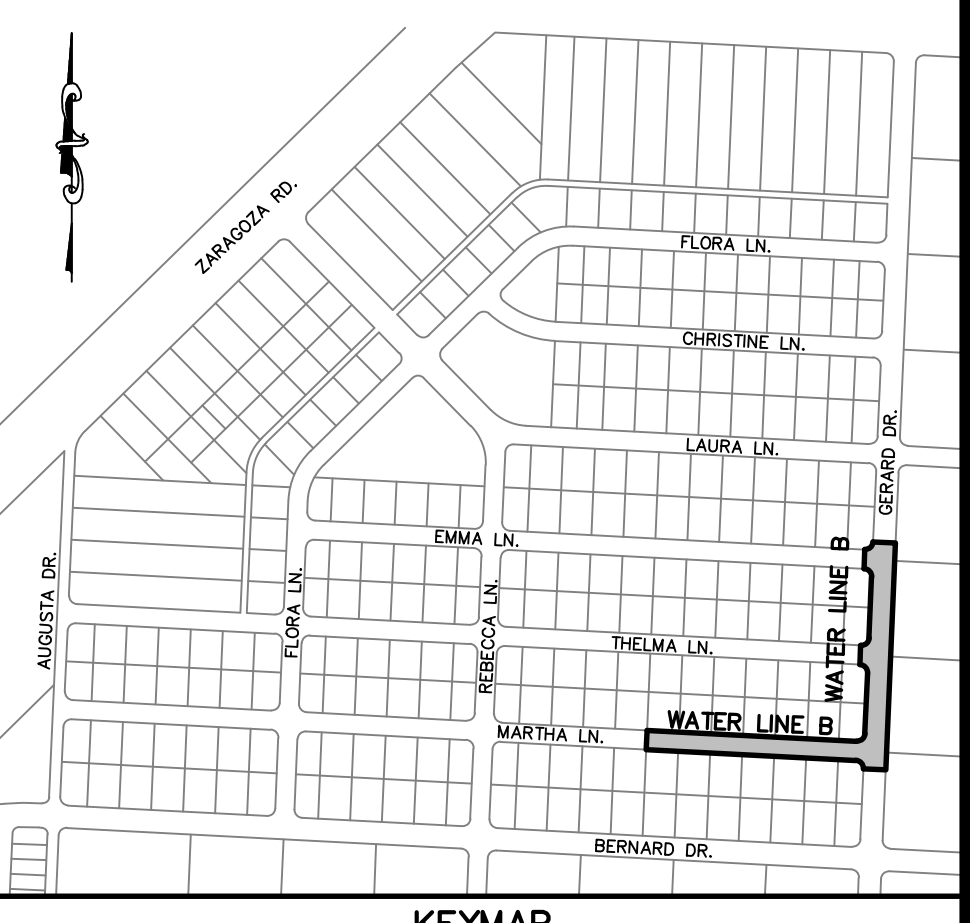 ZARAGOZA RD.
FLORA LN.
CHRISTINE LN.
GERARD DR.
LAURA LN.
EMMA LN.
WATER LINE B
AUGUSTA DR.
FLORA LN.
REBECCA LN.
THELMA LN.
WATER LINE B
MARTHA LN.
BERNARD DR.
KEYMAP